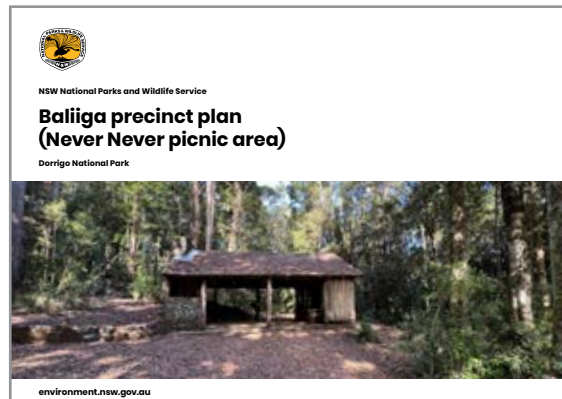 NSW National Parks and Wildlife Service
Baliiga precinct plan
(Never Never picnic area)
Dorrigo National Park
environment.nsw.gov.au